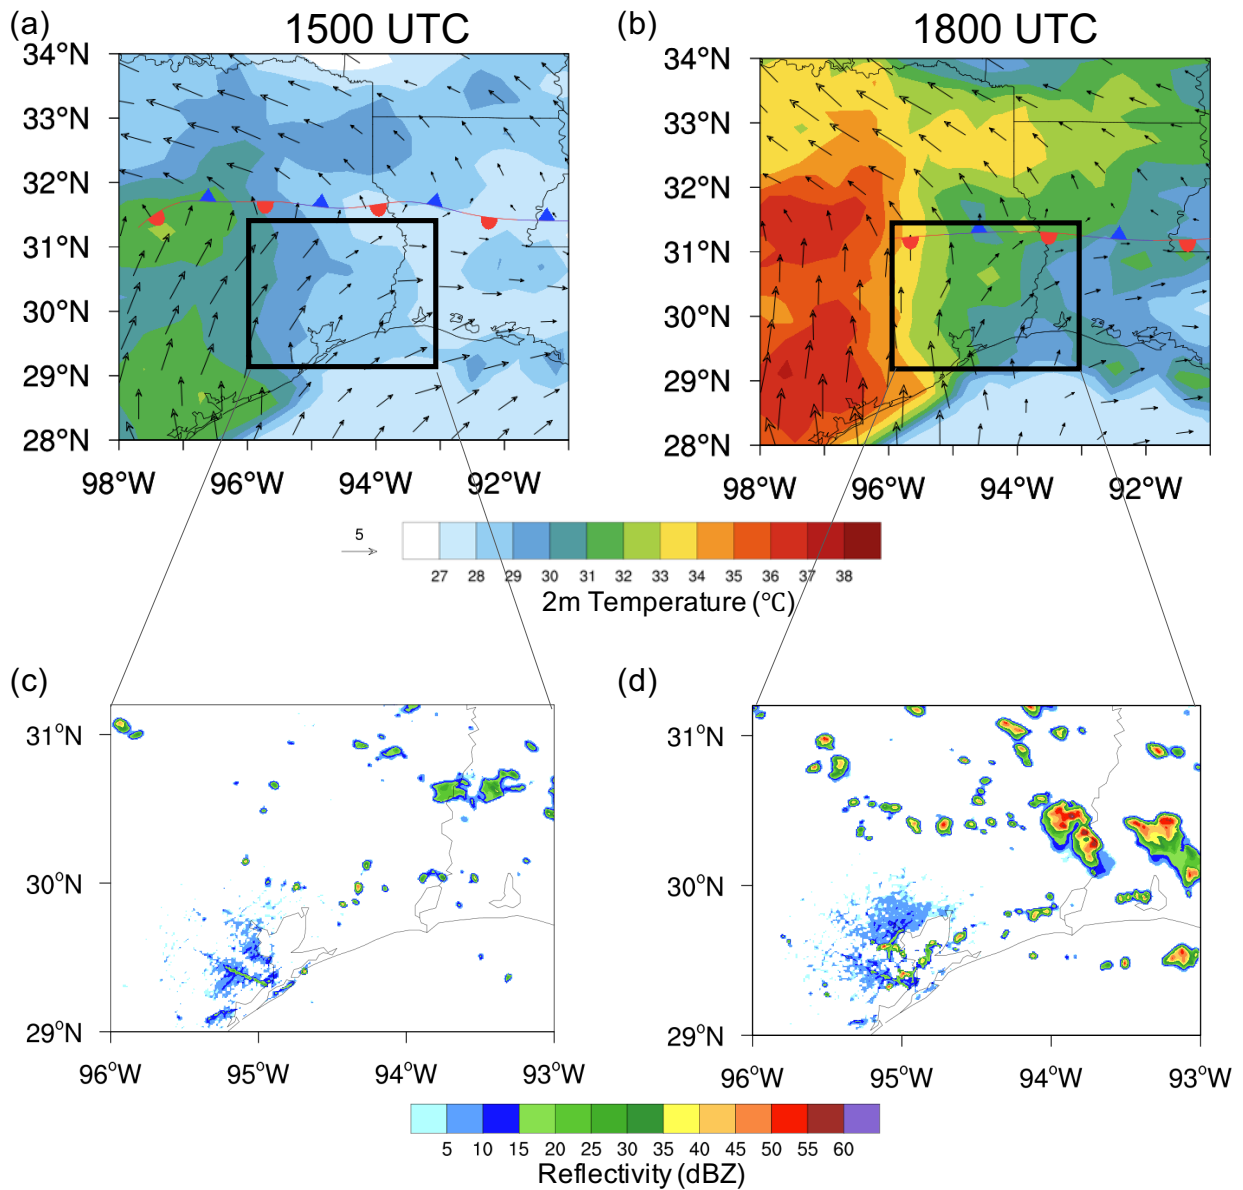 (a) 1500 UTC (b) 1800 UTC
34°N 34°N
33°N 33°N
32°N 32°N
31°N 31°N
30°N 30°N
29°N 29°N
28°N 28°N
98°W 96°W 94°W 92°W 98°W 96°W 94°W 92°W
5
27 28 29 30 31 32 33 34 35 36 37 38
2m Temperature (℃)
(c) (d)
31°N 31°N
30°N 30°N
29°N 29°N
96°W 95°W 94°W 93°W 96°W 95°W 94°W 93°W
5 10 15 20 25 30 35 40 45 50 55 60
Reflectivity (dBZ)